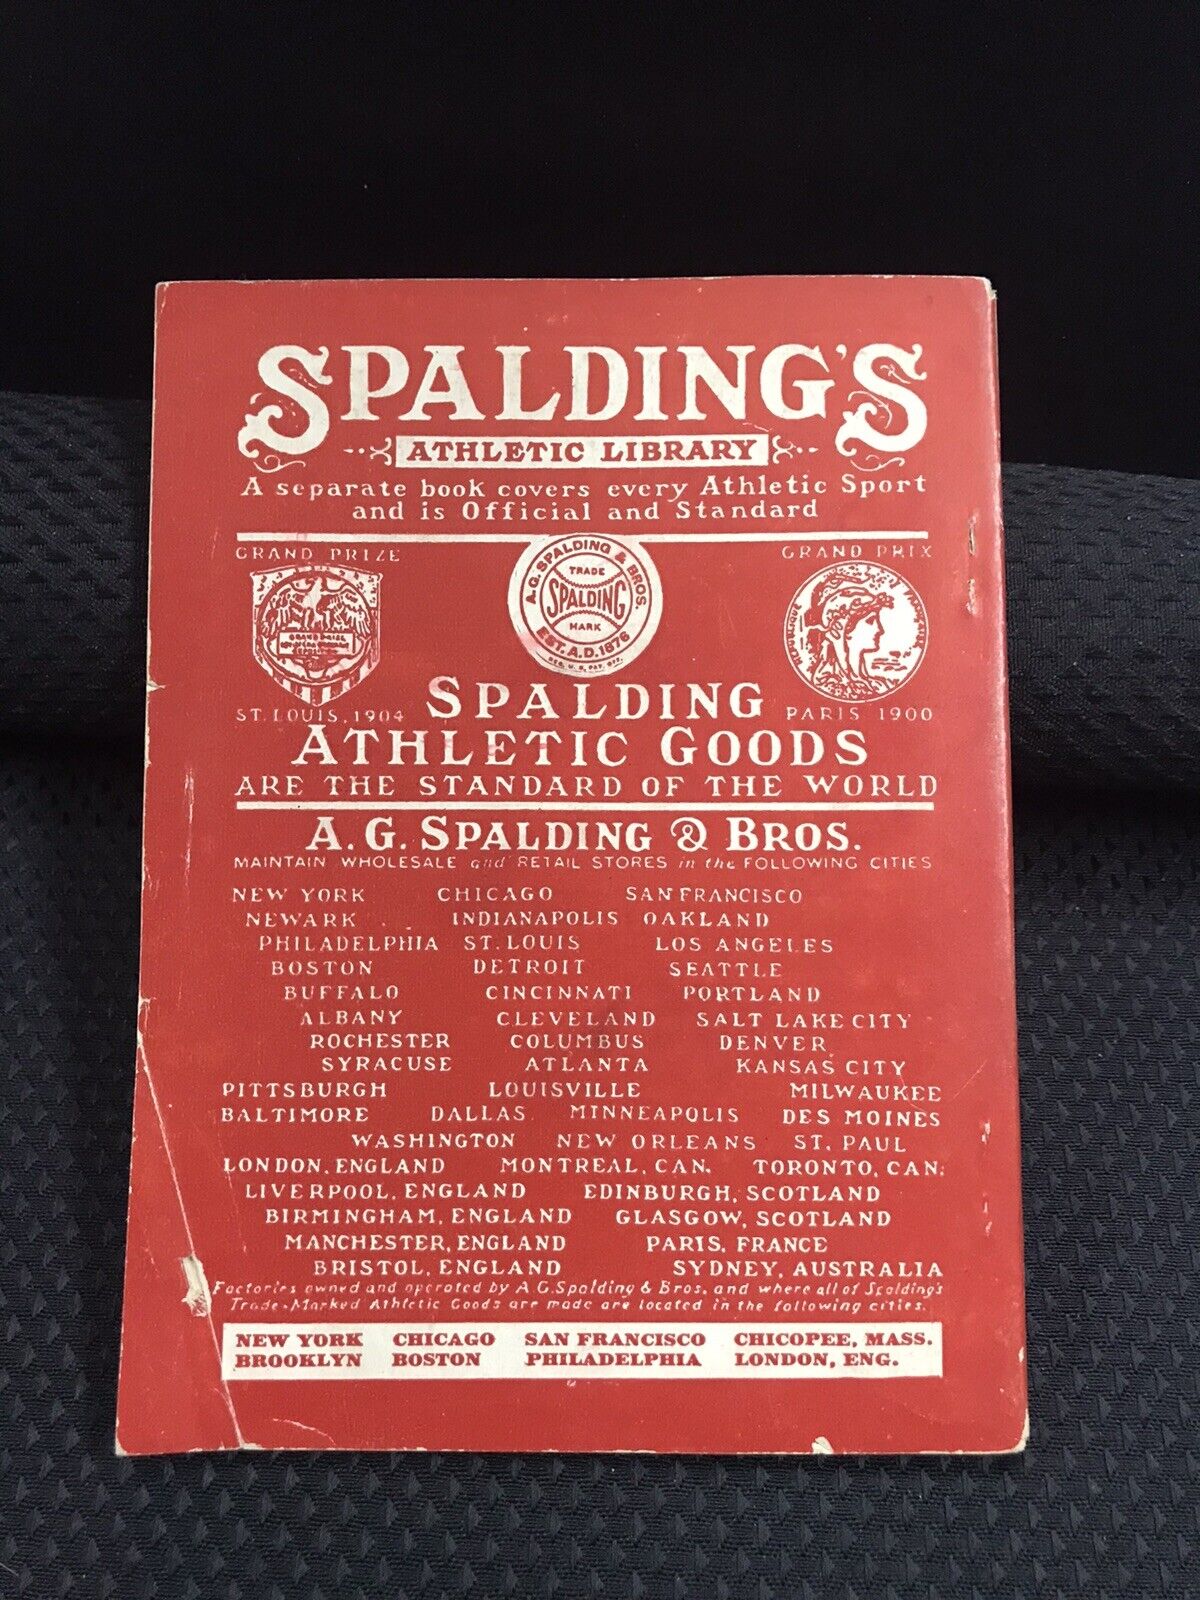 SPALDING'S
ATHLETIC LIBRARY
A separate book covers every Athletic Sport
and is Official and Standard
GRAND PRIZE
GRAND PRIX
A.G. SPALDING & BROS.
TRADE
SPALDING
MARK
EST. A.D. 1876
REG. U.S. PAT. OFF.
GRAND PRIZE
REPUBLIQUE FRANÇAISE
ST. LOUIS, 1904
PARIS 1900
SPALDING
ATHLETIC GOODS
ARE THE STANDARD OF THE WORLD
A. G. SPALDING & BROS.
MAINTAIN WHOLESALE and RETAIL STORES in the FOLLOWING CITIES
NEW YORK CHICAGO SAN FRANCISCO
NEWARK INDIANAPOLIS OAKLAND
PHILADELPHIA ST. LOUIS LOS ANGELES
BOSTON DETROIT SEATTLE
BUFFALO CINCINNATI PORTLAND
ALBANY CLEVELAND SALT LAKE CITY
ROCHESTER COLUMBUS DENVER
SYRACUSE ATLANTA KANSAS CITY
PITTSBURGH LOUISVILLE MILWAUKEE
BALTIMORE DALLAS MINNEAPOLIS DES MOINES
WASHINGTON NEW ORLEANS ST. PAUL
LONDON, ENGLAND MONTREAL, CAN. TORONTO, CAN.
LIVERPOOL, ENGLAND EDINBURGH, SCOTLAND
BIRMINGHAM, ENGLAND GLASGOW, SCOTLAND
MANCHESTER, ENGLAND PARIS, FRANCE
BRISTOL, ENGLAND SYDNEY, AUSTRALIA
Factories owned and operated by A.G. Spalding & Bros. and where all of Spalding's
Trade-Marked Athletic Goods are made are located in the following cities.
NEW YORK CHICAGO SAN FRANCISCO CHICOPEE, MASS.
BROOKLYN BOSTON PHILADELPHIA LONDON, ENG.